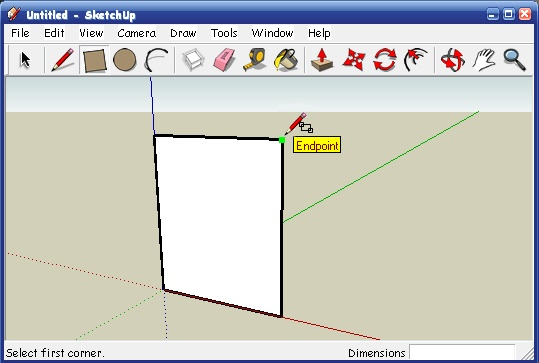 Untitled - SketchUp
File Edit View Camera Draw Tools Window Help
Endpoint
Select first corner. Dimensions